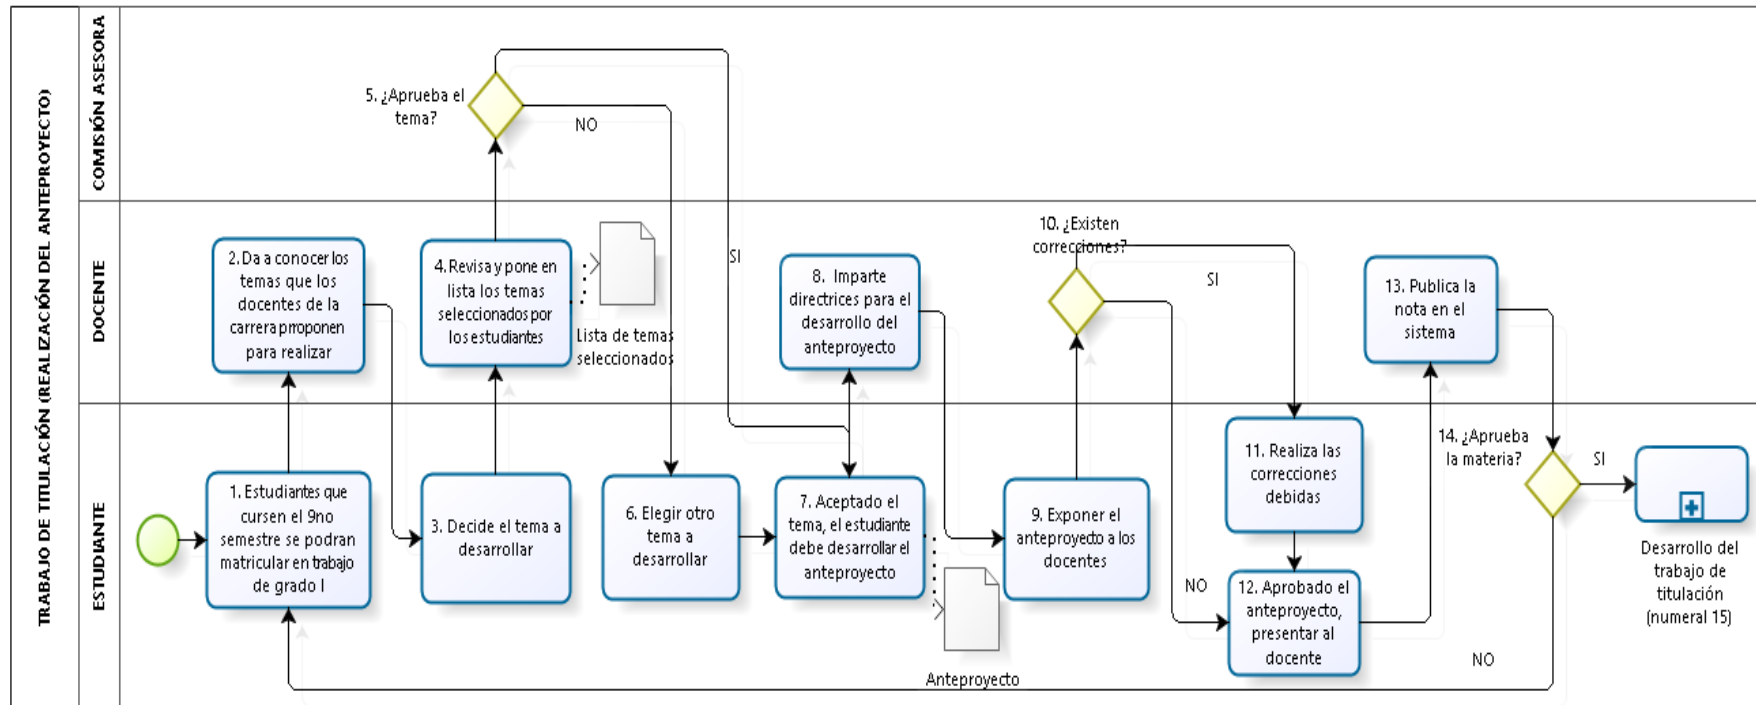 TRABAJO DE TITULACIÓN (REALIZACIÓN DEL ANTEPROYECTO)
COMISIÓN ASESORA
5. ¿Aprueba el
tema?
NO
SI
DOCENTE
2. Da a conocer los
temas que los
docentes de la
carrera prroponen
para realizar
4. Revisa y pone en
lista los temas
seleccionados por
los estudiantes
Lista de temas
seleccionados
8. Imparte
directrices para el
desarrollo del
anteproyecto
10. ¿Existen
correcciones?
SI
13. Publica la
nota en el
sistema
ESTUDIANTE
1. Estudiantes que
cursen el 9no
semestre se podran
matricular en trabajo
de grado I
3. Decide el tema a
desarrollar
6. Elegir otro
tema a
desarrollar
7. Aceptado el
tema, el estudiante
debe desarrollar el
anteproyecto
Anteproyecto
9. Exponer el
anteproyecto a los
docentes
NO
11. Realiza las
correcciones
debidas
12. Aprobado el
anteproyecto,
presentar al
docente
14. ¿Aprueba
la materia?
SI
NO
Desarrollo del
trabajo de
titulación
(numeral 15)